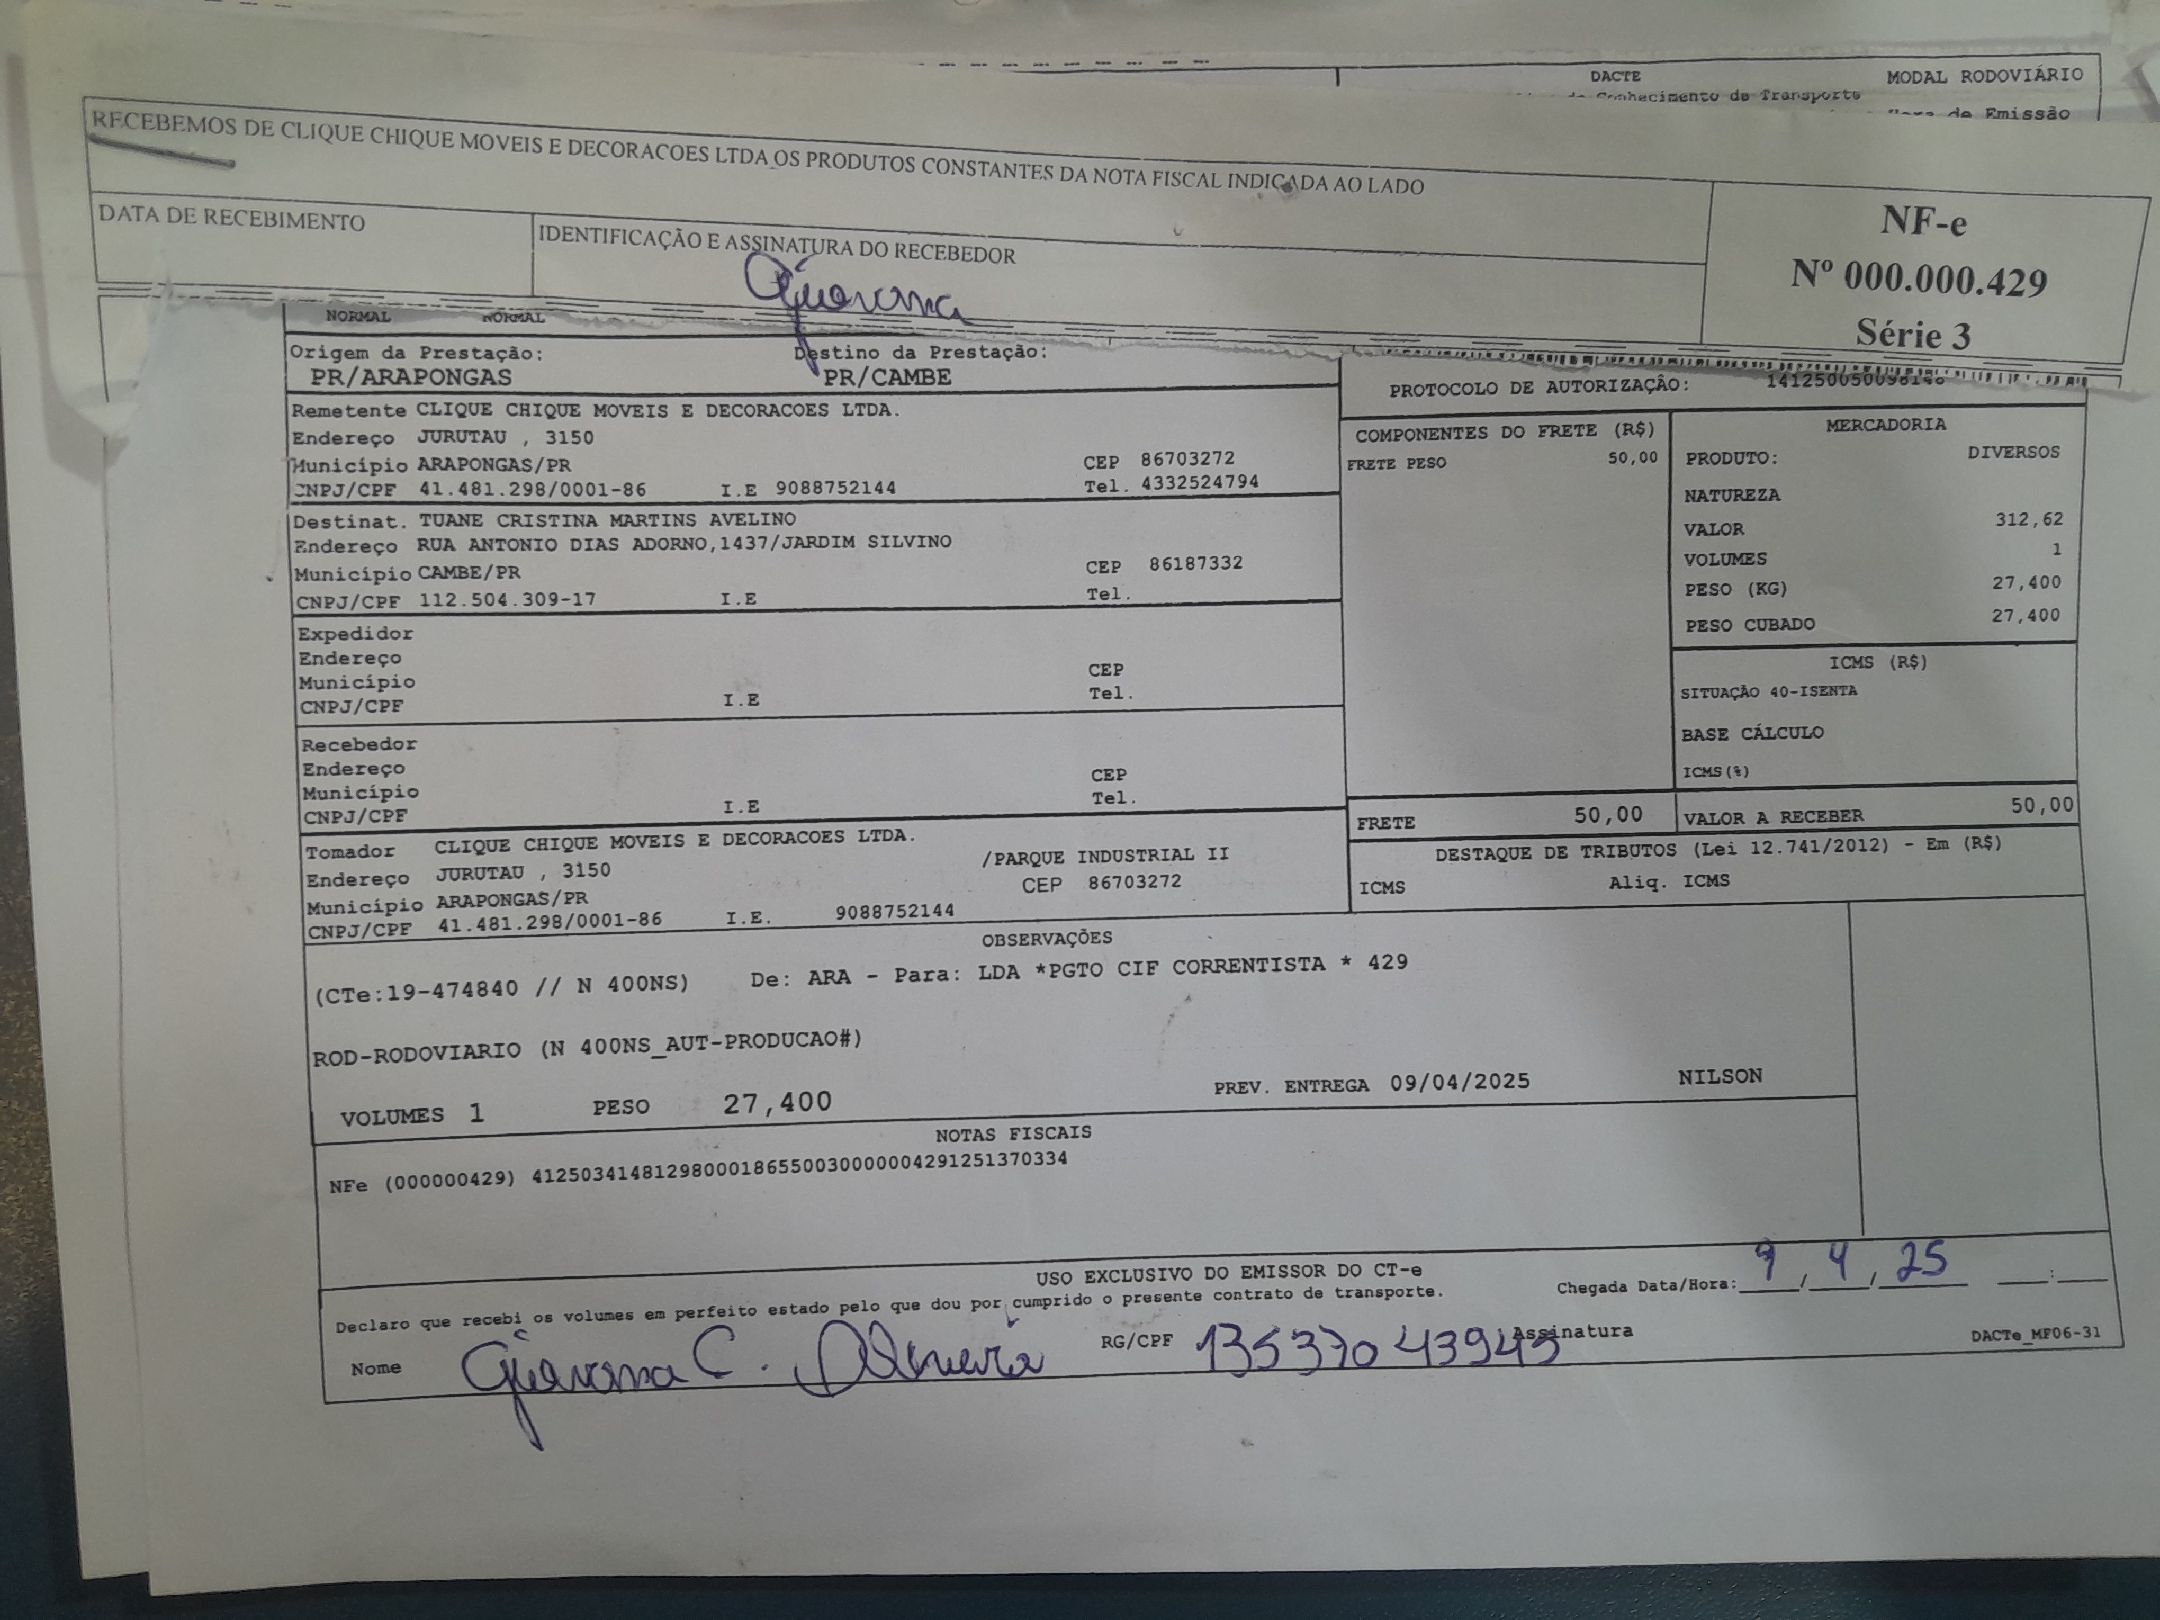 DACTE MODAL RODOVIÁRIO
Conhecimento de Transporte
de Emissão
RECEBEMOS DE CLIQUE CHIQUE MOVEIS E DECORACOES LTDA OS PRODUTOS CONSTANTES DA NOTA FISCAL INDICADA AO LADO
DATA DE RECEBIMENTO
IDENTIFICAÇÃO E ASSINATURA DO RECEBEDOR
NF-e
Nº 000.000.429
Série 3
NORMAL NORMAL
Origem da Prestação: Destino da Prestação:
PR/ARAPONGAS PR/CAMBE
PROTOCOLO DE AUTORIZAÇÃO:
Remetente CLIQUE CHIQUE MOVEIS E DECORACOES LTDA.
Endereço JURUTAU , 3150
Município ARAPONGAS/PR CEP 86703272
CNPJ/CPF 41.481.298/0001-86 I.E 9088752144 Tel. 4332524794
Destinat. TUANE CRISTINA MARTINS AVELINO
Endereço RUA ANTONIO DIAS ADORNO,1437/JARDIM SILVINO
Município CAMBE/PR CEP 86187332
CNPJ/CPF 112.504.309-17 I.E Tel.
Expedidor
Endereço
Município CEP
CNPJ/CPF I.E Tel.
Recebedor
Endereço
Município CEP
CNPJ/CPF I.E Tel.
Tomador CLIQUE CHIQUE MOVEIS E DECORACOES LTDA.
Endereço JURUTAU , 3150 /PARQUE INDUSTRIAL II
Município ARAPONGAS/PR CEP 86703272
CNPJ/CPF 41.481.298/0001-86 I.E. 9088752144
COMPONENTES DO FRETE (R$)
FRETE PESO 50,00
MERCADORIA
PRODUTO: DIVERSOS
NATUREZA
VALOR 312,62
VOLUMES 1
PESO (KG) 27,400
PESO CUBADO 27,400
ICMS (R$)
SITUAÇÃO 40-ISENTA
BASE CÁLCULO
ICMS(%)
FRETE 50,00 VALOR A RECEBER 50,00
DESTAQUE DE TRIBUTOS (Lei 12.741/2012) - Em (R$)
ICMS Aliq. ICMS
OBSERVAÇÕES
(CTe:19-474840 // N 400NS) De: ARA - Para: LDA *PGTO CIF CORRENTISTA * 429
ROD-RODOVIARIO (N 400NS_AUT-PRODUCAO#)
VOLUMES 1 PESO 27,400 PREV. ENTREGA 09/04/2025 NILSON
NOTAS FISCAIS
NFe (000000429) 41250341481298000186550030000004291251370334
USO EXCLUSIVO DO EMISSOR DO CT-e
Declaro que recebi os volumes em perfeito estado pelo que dou por cumprido o presente contrato de transporte.
Chegada Data/Hora: 9 / 4 / 25 :
Nome C. RG/CPF 13537043945 Assinatura
DACTe_MF06-31